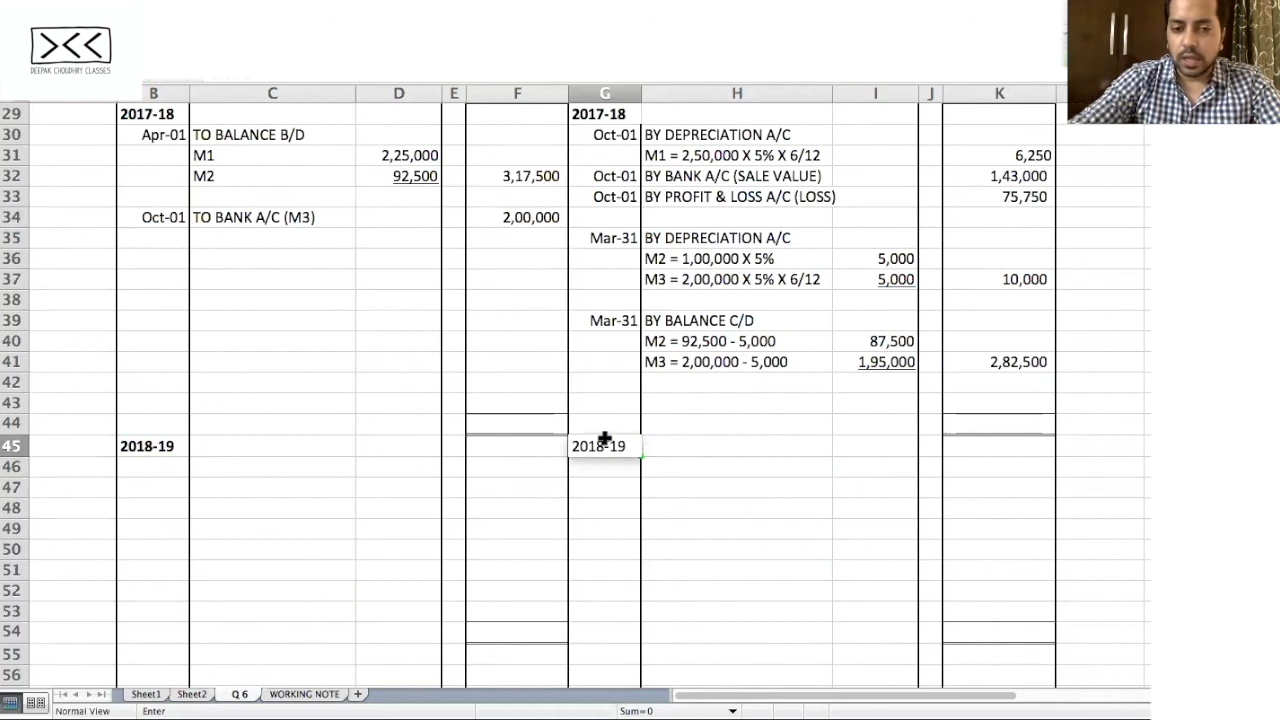 DEEPAK CHOUDHRY CLASSES
B C D E F G H I J K
29 2017-18 2017-18
30 Apr-01 TO BALANCE B/D Oct-01 BY DEPRECIATION A/C
31 M1 2,25,000 M1 = 2,50,000 X 5% X 6/12 6,250
32 M2 92,500 3,17,500 Oct-01 BY BANK A/C (SALE VALUE) 1,43,000
33 Oct-01 BY PROFIT & LOSS A/C (LOSS) 75,750
34 Oct-01 TO BANK A/C (M3) 2,00,000
35 Mar-31 BY DEPRECIATION A/C
36 M2 = 1,00,000 X 5% 5,000
37 M3 = 2,00,000 X 5% X 6/12 5,000 10,000
38
39 Mar-31 BY BALANCE C/D
40 M2 = 92,500 - 5,000 87,500
41 M3 = 2,00,000 - 5,000 1,95,000 2,82,500
42
43
44
45 2018-19 2018-19
46
47
48
49
50
51
52
53
54
55
56
Sheet1 Sheet2 Q 6 WORKING NOTE +
Normal View Enter Sum=0